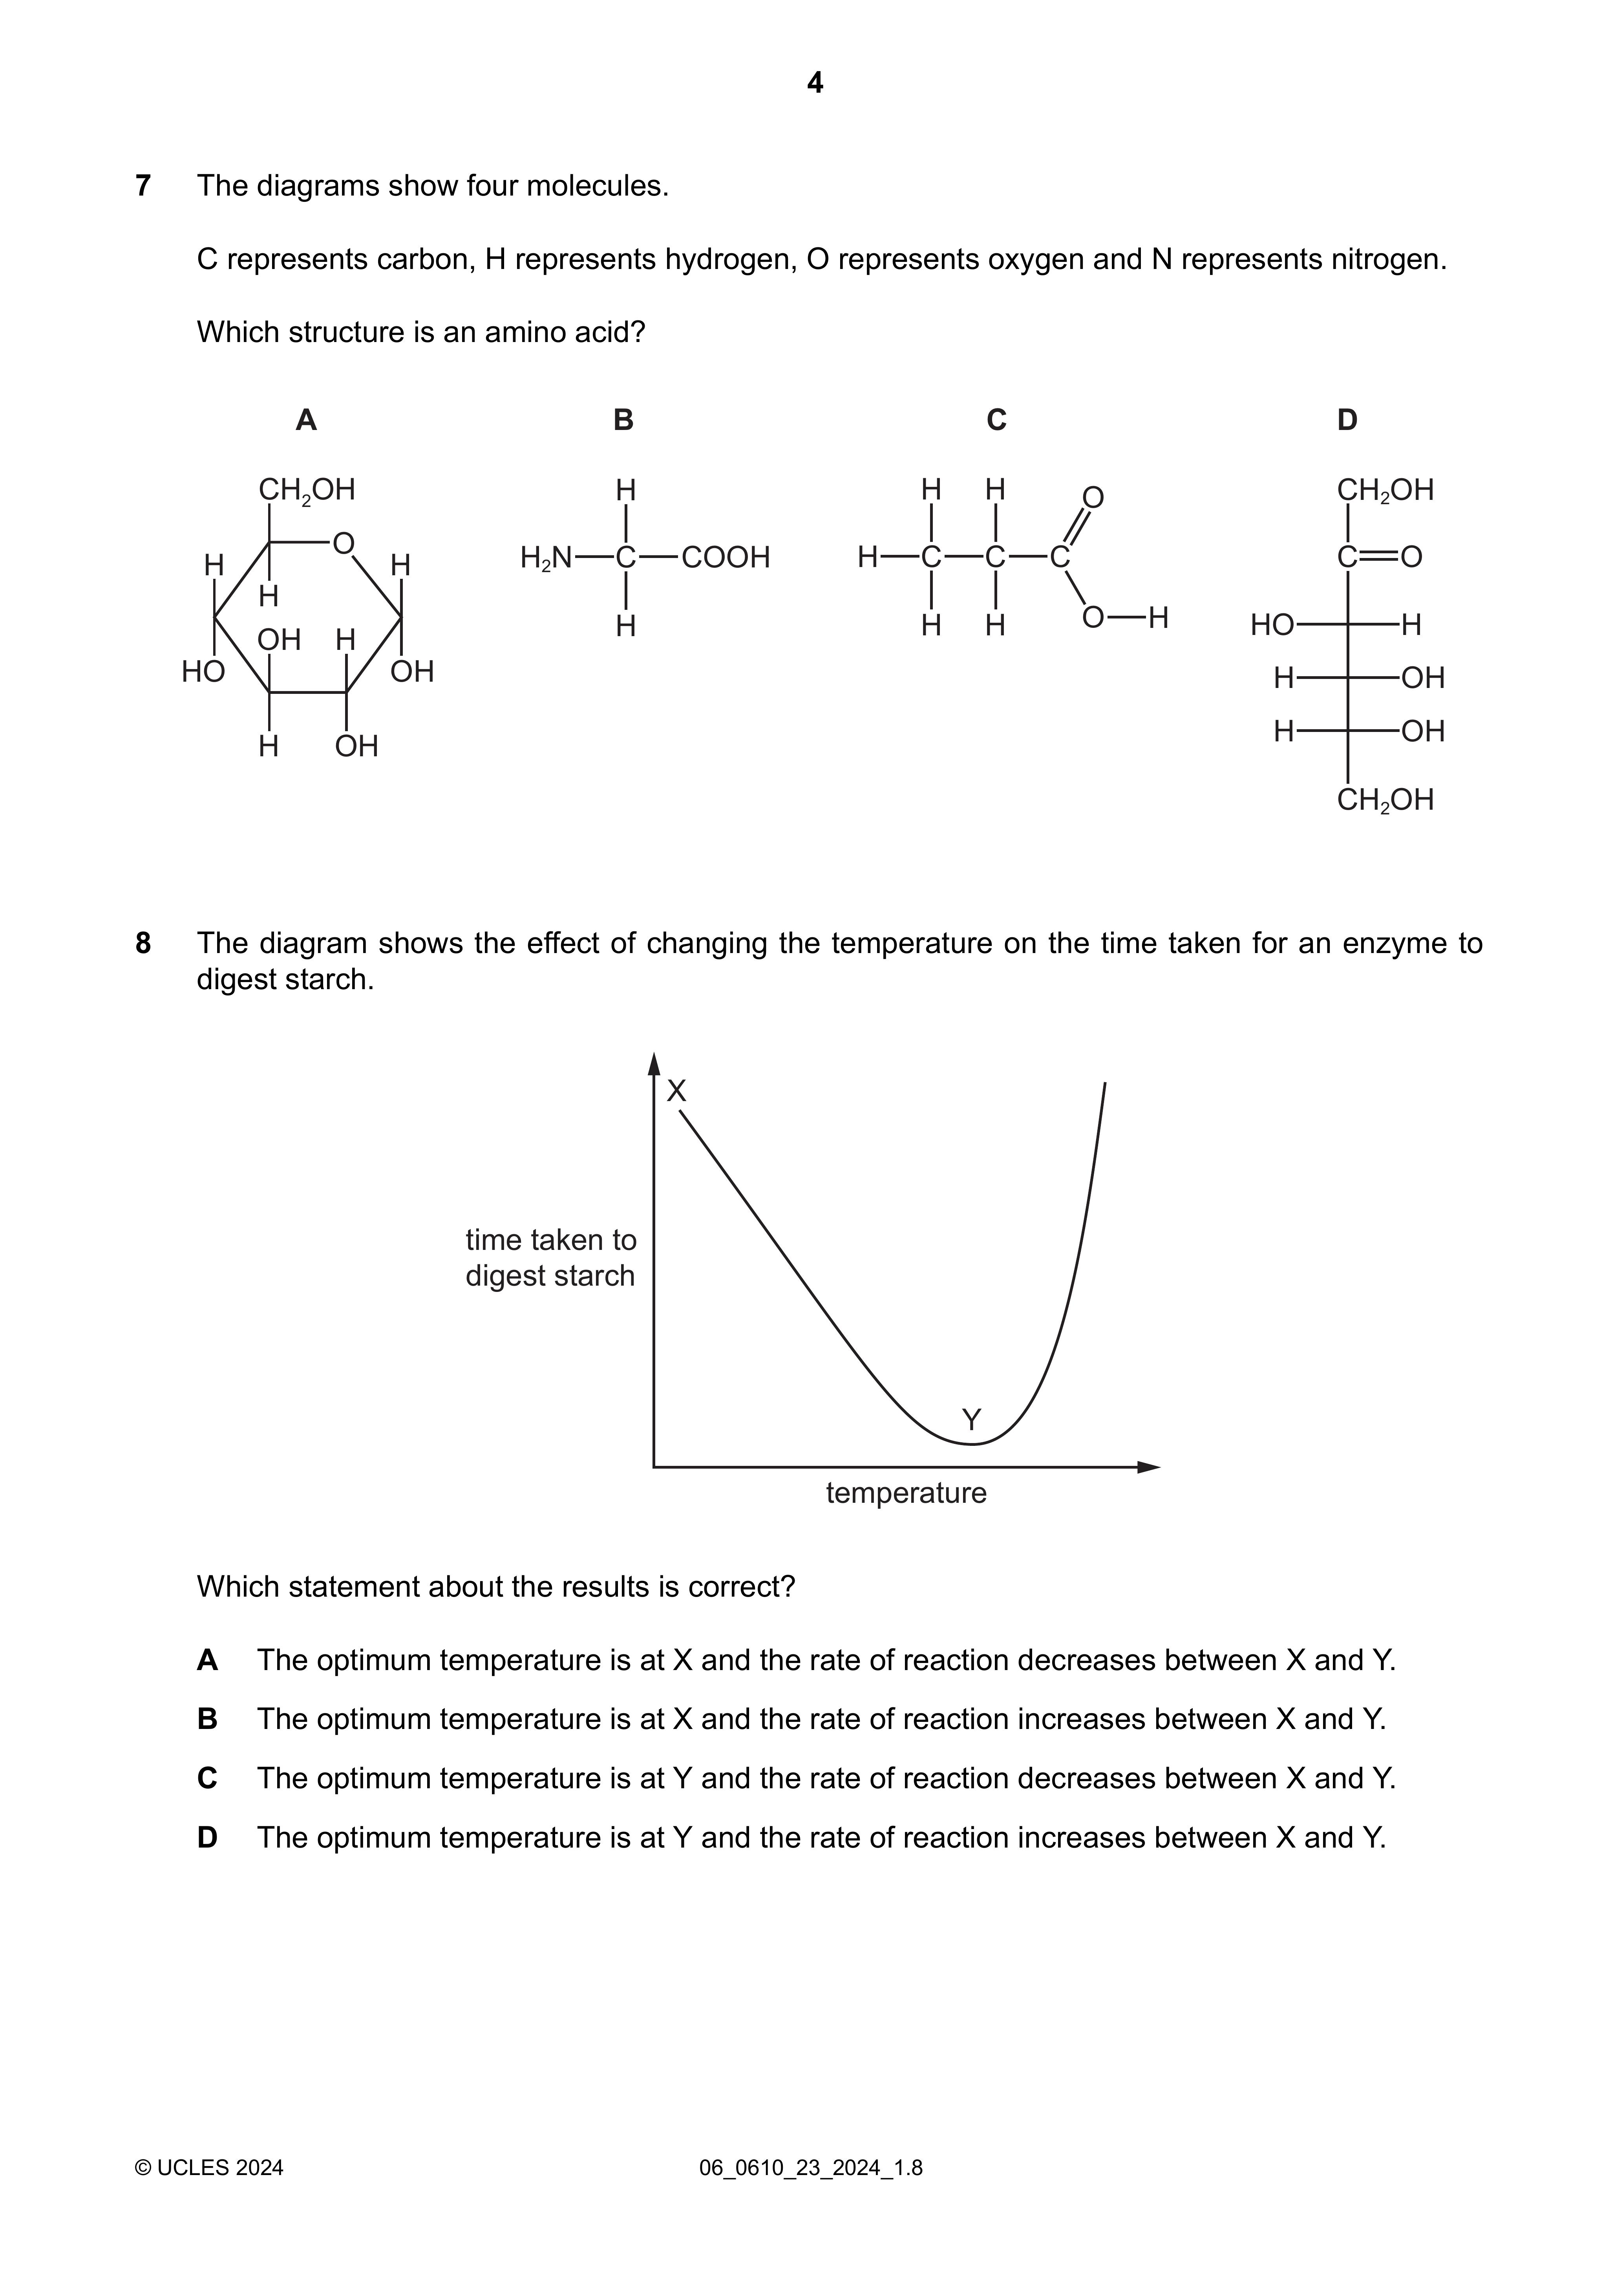 4
7 The diagrams show four molecules.
C represents carbon, H represents hydrogen, O represents oxygen and N represents nitrogen.
Which structure is an amino acid?
A B C D
CH₂OH
O
H H
H
OH H
HO OH
H OH
H
H₂N C COOH
H
H H O
H C C C
H H O H
CH₂OH
C O
HO H
H OH
H OH
CH₂OH
8 The diagram shows the effect of changing the temperature on the time taken for an enzyme to
digest starch.
X
time taken to
digest starch
Y
temperature
Which statement about the results is correct?
A The optimum temperature is at X and the rate of reaction decreases between X and Y.
B The optimum temperature is at X and the rate of reaction increases between X and Y.
C The optimum temperature is at Y and the rate of reaction decreases between X and Y.
D The optimum temperature is at Y and the rate of reaction increases between X and Y.
© UCLES 2024 06_0610_23_2024_1.8